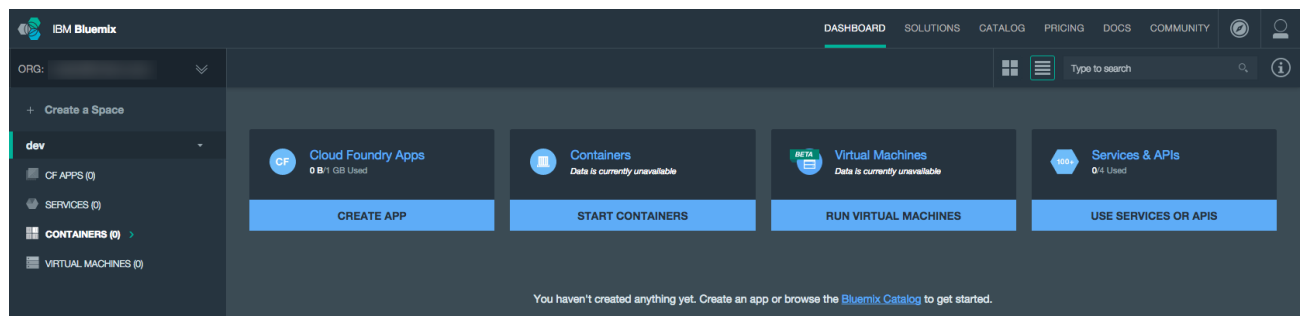 IBM Bluemix
DASHBOARD SOLUTIONS CATALOG PRICING DOCS COMMUNITY
ORG:
Type to search
+ Create a Space
dev
CF APPS (0)
SERVICES (0)
CONTAINERS (0) >
VIRTUAL MACHINES (0)
CF
Cloud Foundry Apps
0 B/1 GB Used
CREATE APP
Containers
Data is currently unavailable
START CONTAINERS
BETA
Virtual Machines
Data is currently unavailable
RUN VIRTUAL MACHINES
100+
Services & APIs
0/4 Used
USE SERVICES OR APIS
You haven't created anything yet. Create an app or browse the Bluemix Catalog to get started.